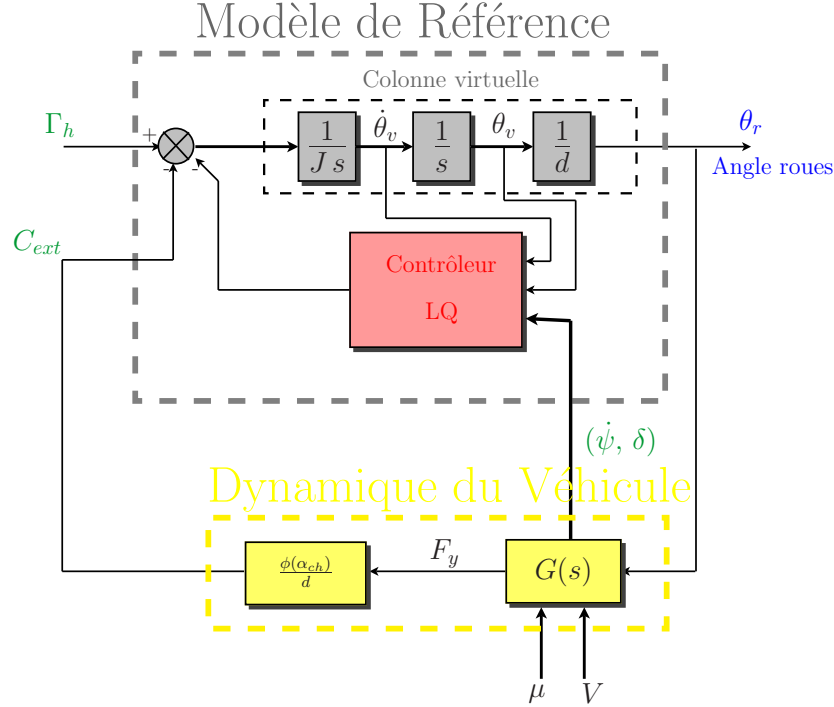 Modèle de Référence
Colonne virtuelle
Γ_h
+
-
-
1
J s
θ̇_v
1
s
θ_v
1
d
θ_r
Angle roues
C_ext
Contrôleur
LQ
(ψ̇, δ)
Dynamique du Véhicule
ϕ(α_ch)
d
F_y
G(s)
μ
V